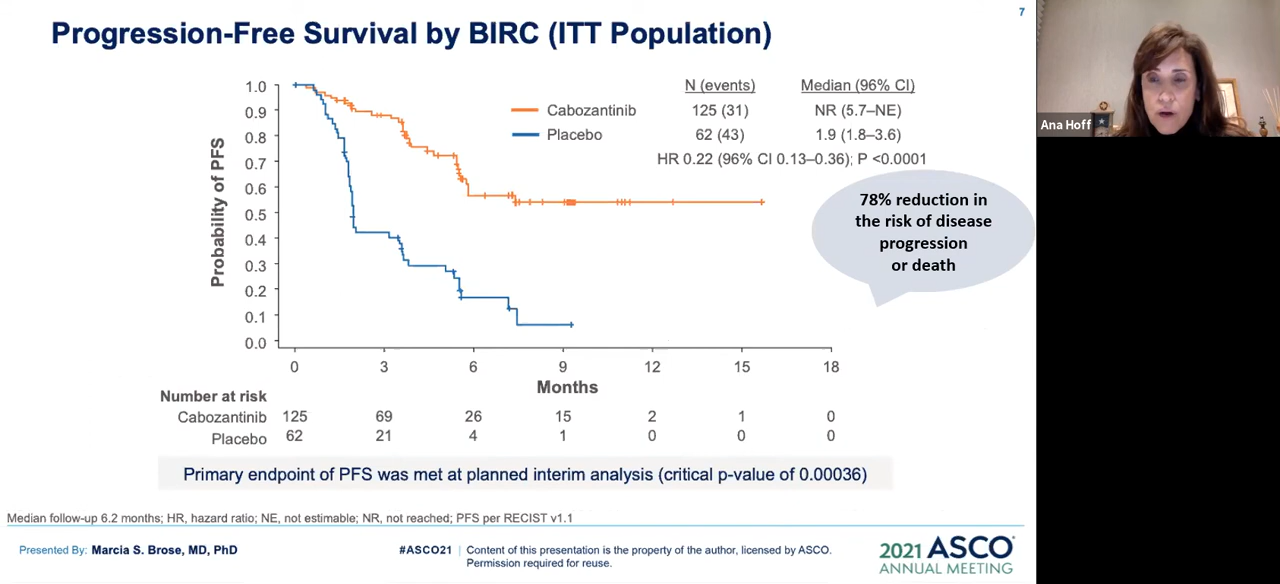 7
Progression-Free Survival by BIRC (ITT Population)
Ana Hoff
N (events) Median (96% CI)
Cabozantinib 125 (31) NR (5.7–NE)
Placebo 62 (43) 1.9 (1.8–3.6)
HR 0.22 (96% CI 0.13–0.36); P <0.0001
78% reduction in
the risk of disease
progression
or death
Probability of PFS
1.0
0.9
0.8
0.7
0.6
0.5
0.4
0.3
0.2
0.1
0.0
0 3 6 9 12 15 18
Months
Number at risk
Cabozantinib 125 69 26 15 2 1 0
Placebo 62 21 4 1 0 0 0
Primary endpoint of PFS was met at planned interim analysis (critical p-value of 0.00036)
Median follow-up 6.2 months; HR, hazard ratio; NE, not estimable; NR, not reached; PFS per RECIST v1.1
Presented By: Marcia S. Brose, MD, PhD
#ASCO21
Content of this presentation is the property of the author, licensed by ASCO.
Permission required for reuse.
2021 ASCO
ANNUAL MEETING